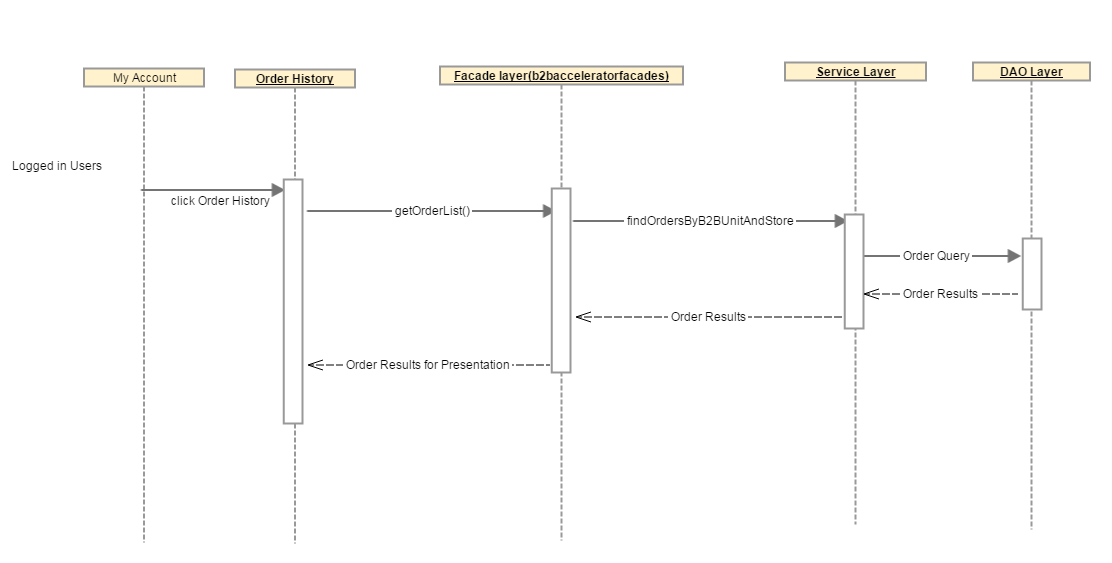 My Account
Order History
Facade layer(b2bacceleratorfacades)
Service Layer
DAO Layer
Logged in Users
click Order History
getOrderList()
findOrdersByB2BUnitAndStore
Order Query
Order Results
Order Results
Order Results for Presentation